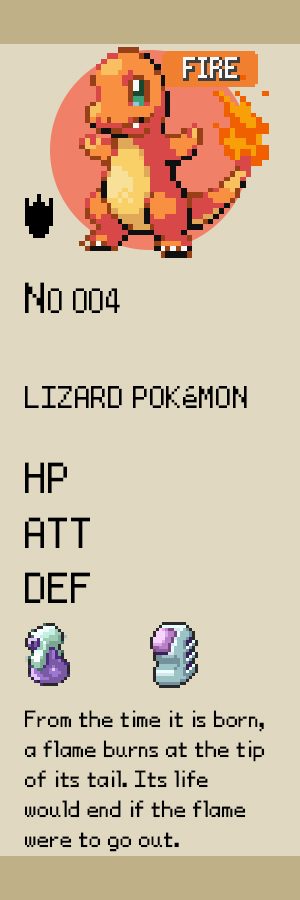 FIRE
No 004
LIZARD POKéMON
HP
ATT
DEF
From the time it is born,
a flame burns at the tip
of its tail. Its life
would end if the flame
were to go out.